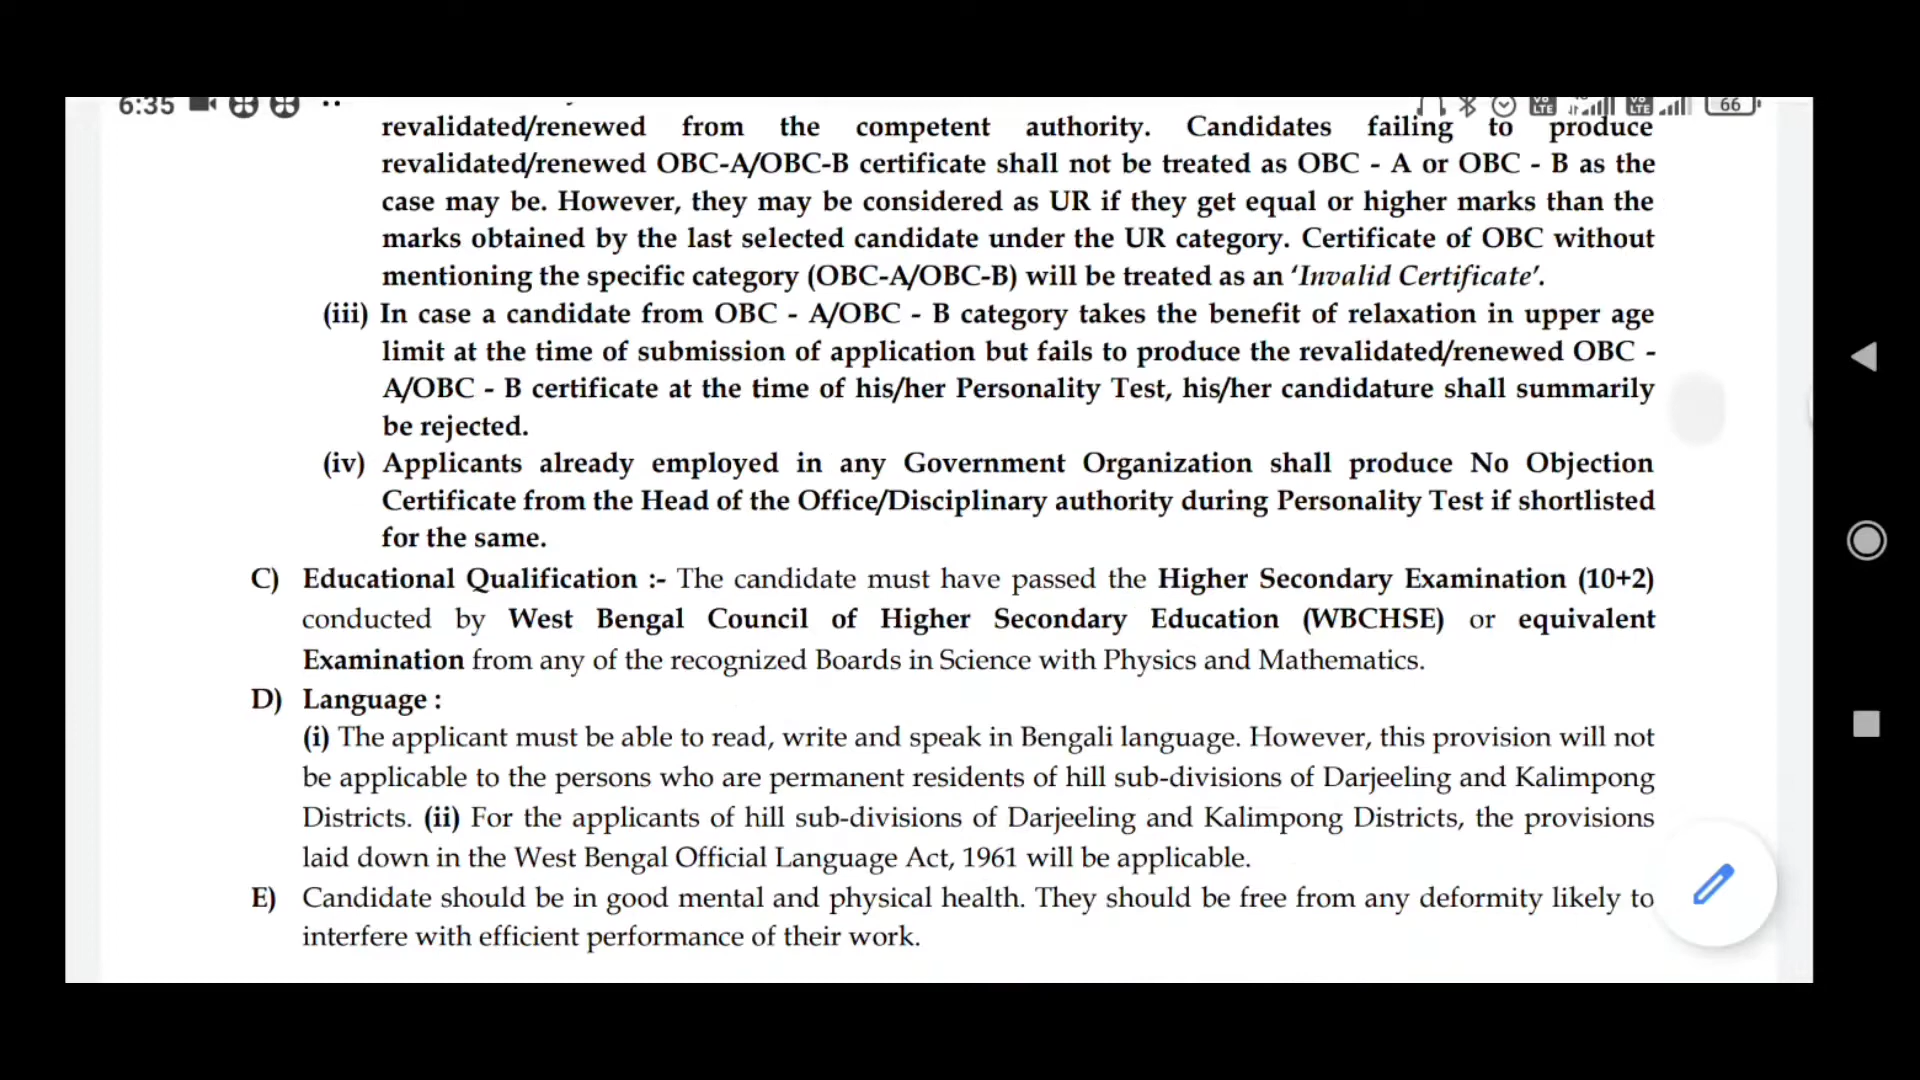 6:35
66
revalidated/renewed from the competent authority. Candidates failing to produce
revalidated/renewed OBC-A/OBC-B certificate shall not be treated as OBC - A or OBC - B as the
case may be. However, they may be considered as UR if they get equal or higher marks than the
marks obtained by the last selected candidate under the UR category. Certificate of OBC without
mentioning the specific category (OBC-A/OBC-B) will be treated as an ‘Invalid Certificate’.
(iii) In case a candidate from OBC - A/OBC - B category takes the benefit of relaxation in upper age
limit at the time of submission of application but fails to produce the revalidated/renewed OBC -
A/OBC - B certificate at the time of his/her Personality Test, his/her candidature shall summarily
be rejected.
(iv) Applicants already employed in any Government Organization shall produce No Objection
Certificate from the Head of the Office/Disciplinary authority during Personality Test if shortlisted
for the same.
C) Educational Qualification :- The candidate must have passed the Higher Secondary Examination (10+2)
conducted by West Bengal Council of Higher Secondary Education (WBCHSE) or equivalent
Examination from any of the recognized Boards in Science with Physics and Mathematics.
D) Language :
(i) The applicant must be able to read, write and speak in Bengali language. However, this provision will not
be applicable to the persons who are permanent residents of hill sub-divisions of Darjeeling and Kalimpong
Districts. (ii) For the applicants of hill sub-divisions of Darjeeling and Kalimpong Districts, the provisions
laid down in the West Bengal Official Language Act, 1961 will be applicable.
E) Candidate should be in good mental and physical health. They should be free from any deformity likely to
interfere with efficient performance of their work.